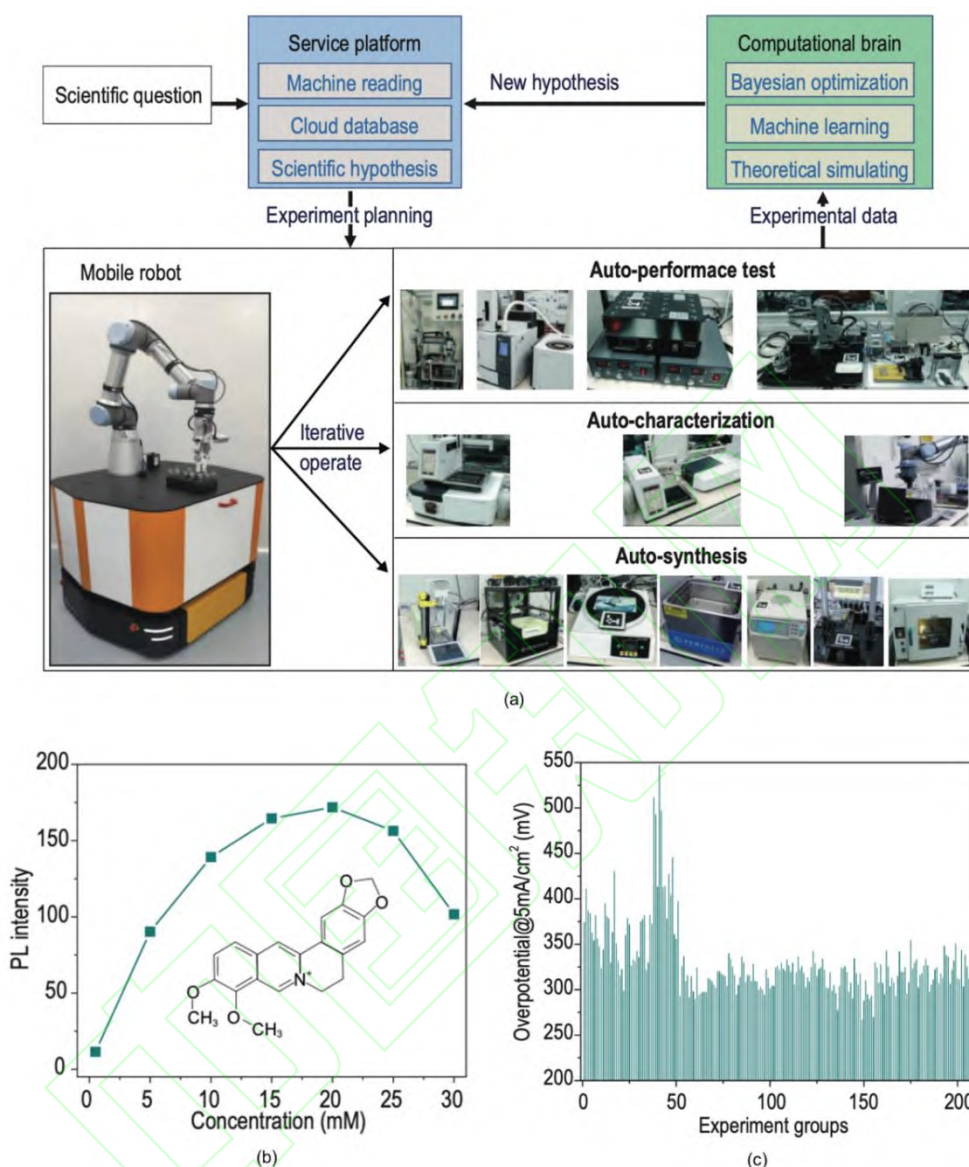 Service platform
Computational brain
Scientific question
Machine reading
New hypothesis
Bayesian optimization
Cloud database
Machine learning
Scientific hypothesis
Theoretical simulating
Experiment planning
Experimental data
Mobile robot
Auto-performace test
Iterative
operate
Auto-characterization
Auto-synthesis
(a)
200
150
100
50
0
PL intensity
0 5 10 15 20 25 30
Concentration (mM)
O
O
N+
O
CH3
O
CH3
(b)
550
500
450
400
350
300
250
200
Overpotential@5mA/cm² (mV)
0 50 100 150 200
Experiment groups
(c)